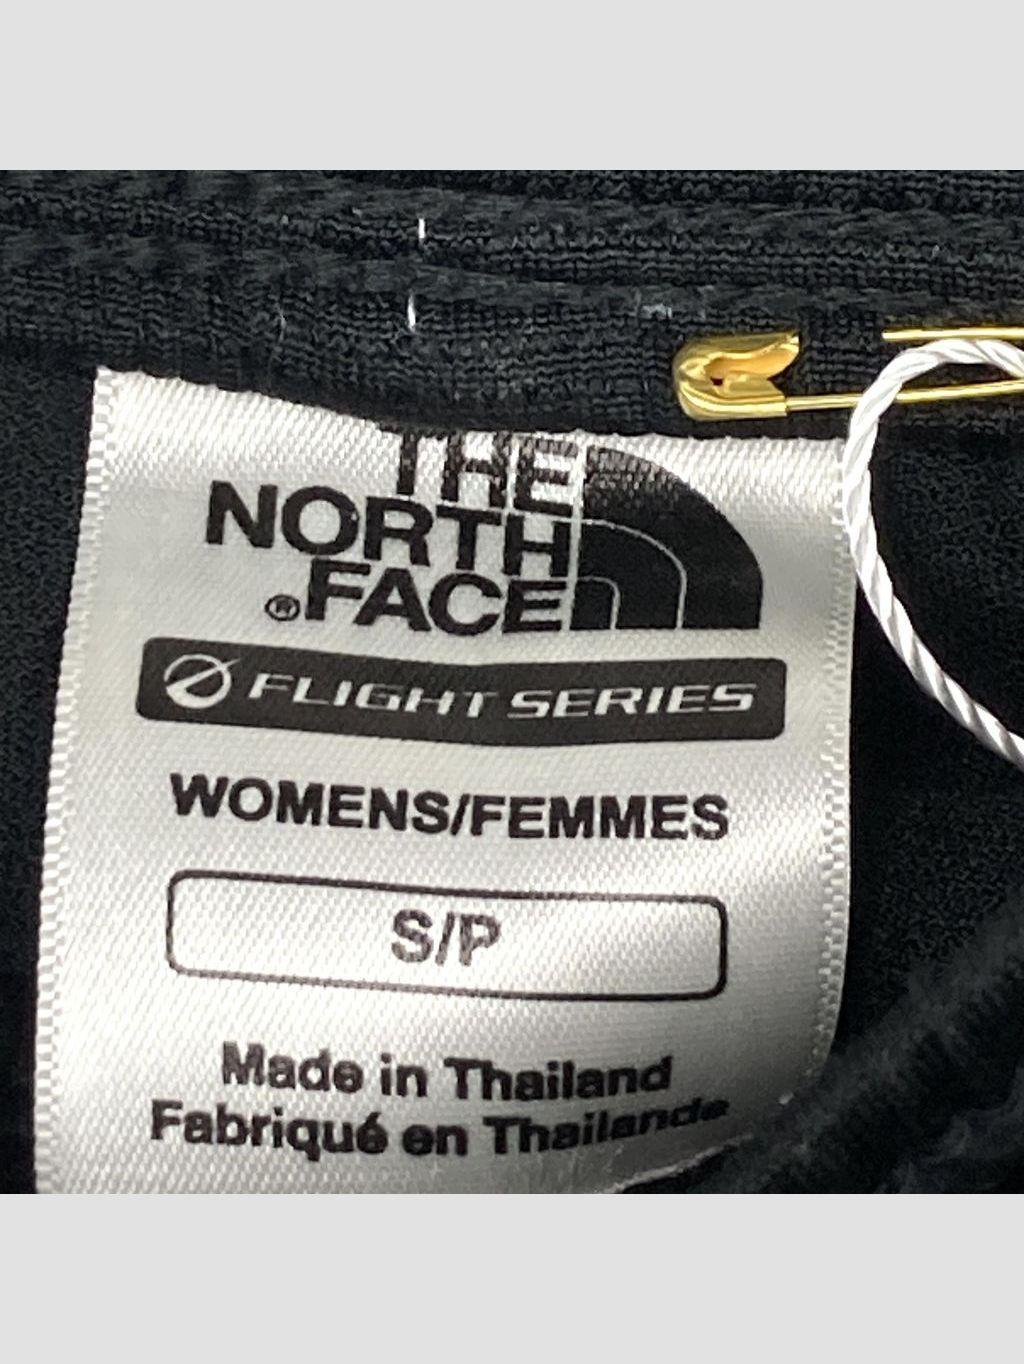 THE
NORTH
®FACE
FLIGHT SERIES
WOMENS/FEMMES
S/P
Made in Thailand
Fabriqué en Thailande